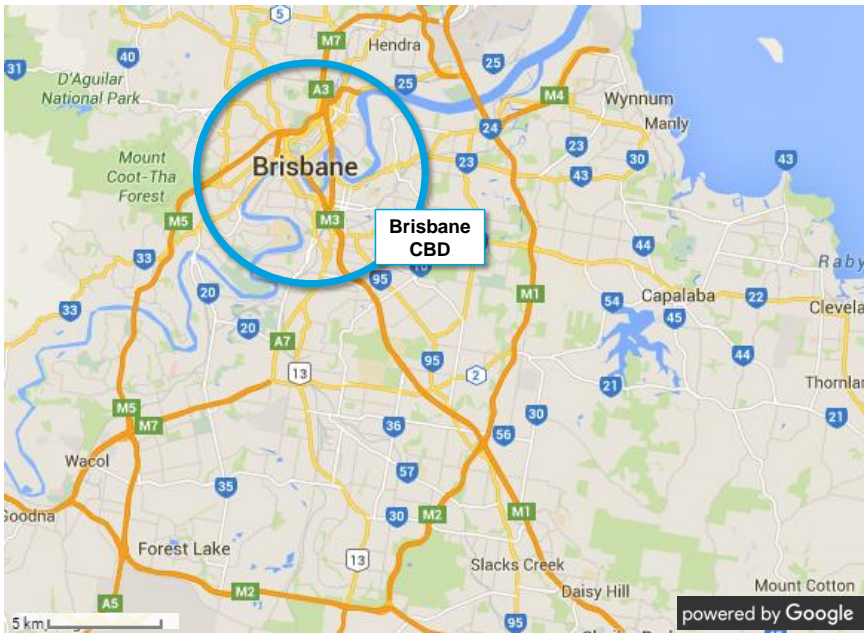 5
M7
Hendra
40
31
D'Aguilar
National Park
25
A3
25
M4
Wynnum
Manly
24
23
23
30
43
43
Mount
Coot-Tha
Forest
Brisbane
M5
M3
Brisbane
CBD
33
44
20
95
10
Raby
M1
54
Capalaba
22
Clevela
33
20
45
A7
44
95
2
13
21
Thornlan
M5
M7
36
30
21
56
Wacol
57
35
30
M2
M1
Goodna
Forest Lake
13
Slacks Creek
M2
Daisy Hill
Mount Cotton
A5
95
5 km
powered by Google